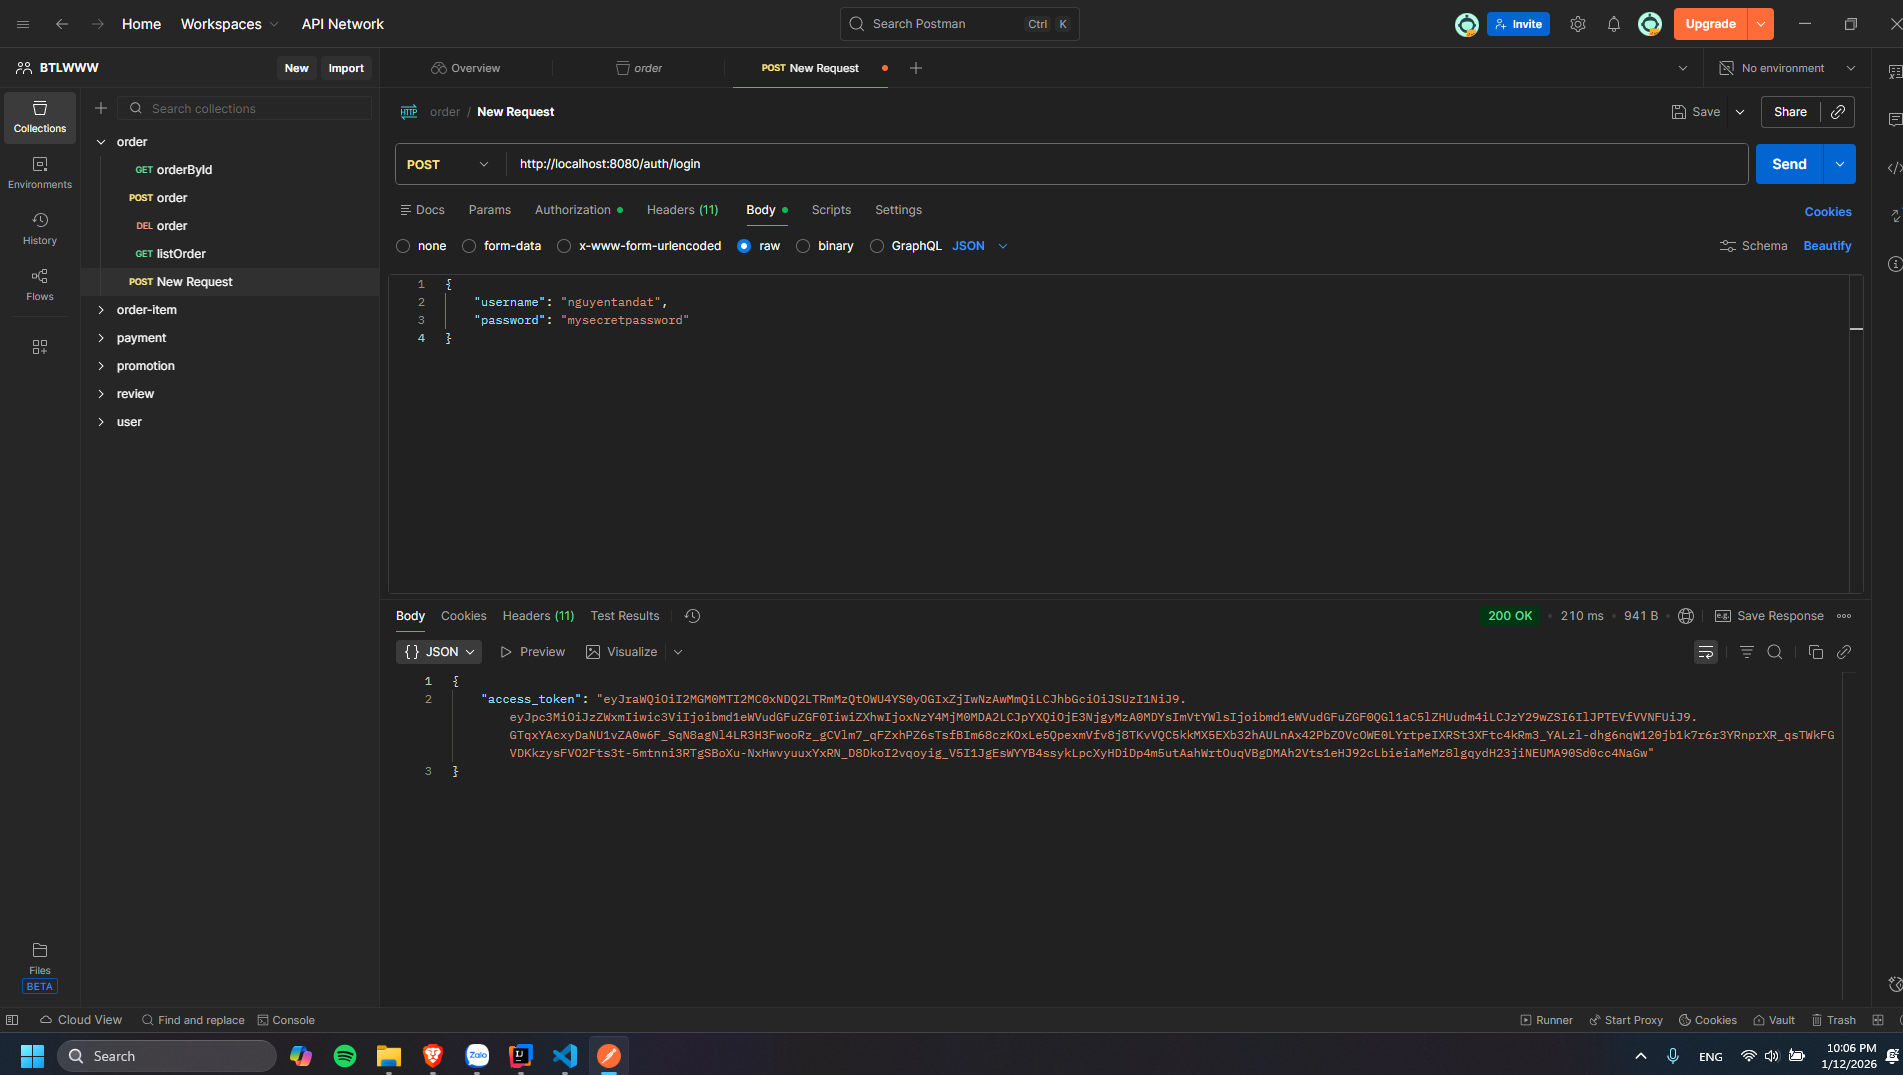 Home
Workspaces
API Network
Search Postman
Ctrl
K
Invite
Upgrade
BTLWWW
New
Import
Overview
order
POST New Request
No environment
Collections
Search collections
order / New Request
Save
Share
order
POST
http://localhost:8080/auth/login
Send
GET orderById
Environments
POST order
Docs
Params
Authorization
Headers (11)
Body
Scripts
Settings
Cookies
DEL order
History
none
form-data
x-www-form-urlencoded
raw
binary
GraphQL
JSON
Schema
Beautify
GET listOrder
POST New Request
Flows
1 {
2 "username": "nguyentandat",
3 "password": "mysecretpassword"
4 }
order-item
payment
promotion
review
user
Body
Cookies
Headers (11)
Test Results
200 OK
210 ms
941 B
Save Response
{} JSON
Preview
Visualize
1 {
2 "access_token": "eyJraWQiOiI2MGM0MTI2MC0xNDQ2LTRmMzQtOWU4YS0yOGIxZjIwNzAwMmQiLCJhbGciOiJSUzI1NiJ9.
3 }
Files
BETA
Cloud View
Find and replace
Console
Runner
Start Proxy
Cookies
Vault
Trash
Search
Zalo
ENG
10:06 PM
1/12/2026